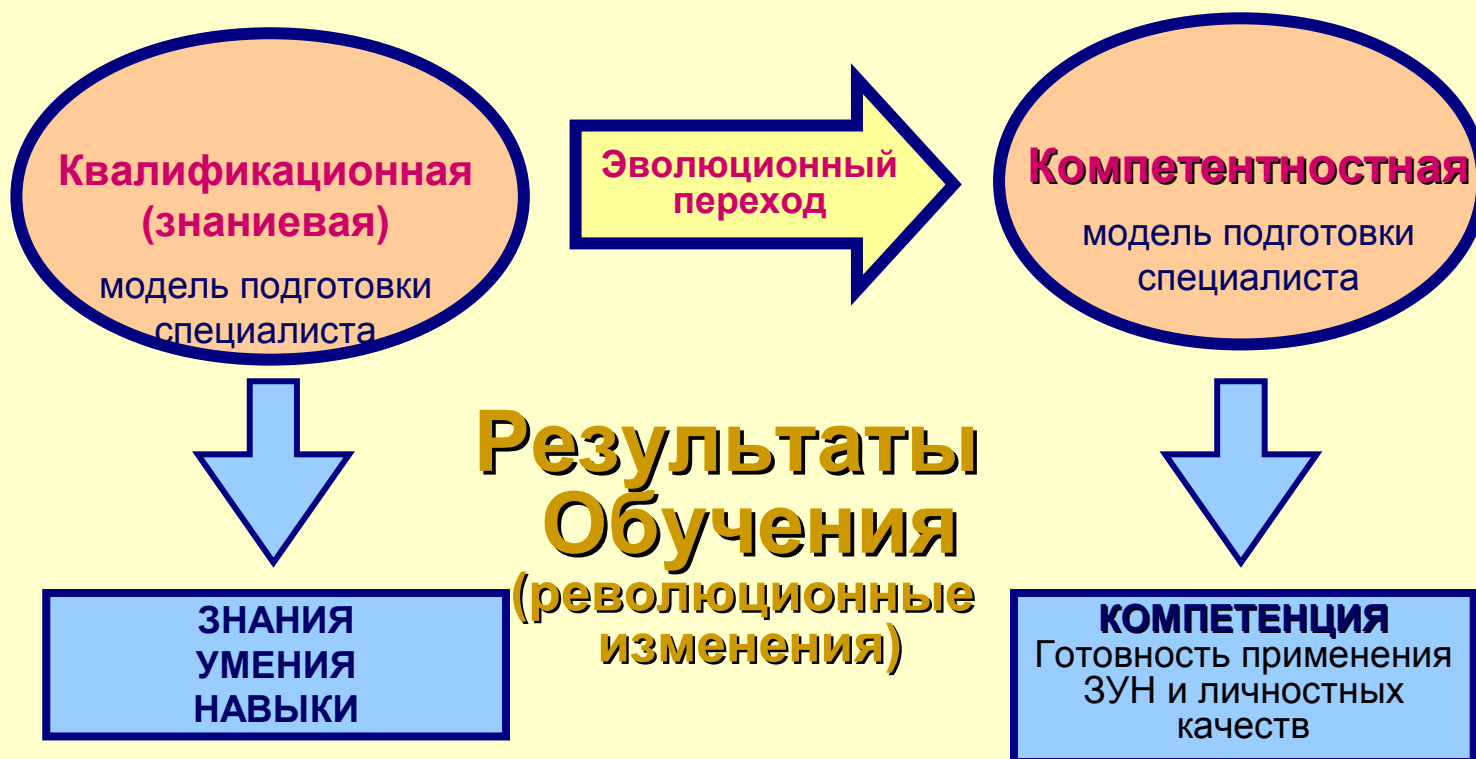 Квалификационная
(знаниевая)
модель подготовки
специалиста
Эволюционный
переход
Компетентностная
модель подготовки
специалиста
Результаты
Обучения
(революционные
изменения)
ЗНАНИЯ
УМЕНИЯ
НАВЫКИ
КОМПЕТЕНЦИЯ
Готовность применения
ЗУН и личностных
качеств